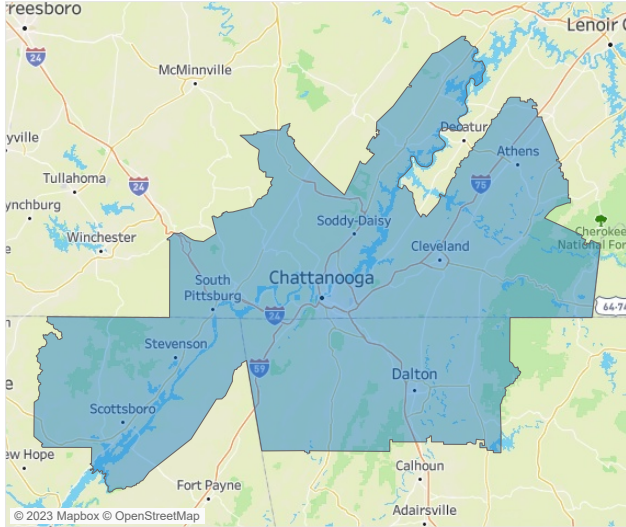 reesboro
Lenoir C
24
McMinnville
yville
Decatur
Athens
Tullahoma
24
75
ynchburg
Soddy-Daisy
Cherokee
National Fore
Winchester
Cleveland
South
Pittsburg
Chattanooga
64-74
24
Stevenson
59
Dalton
Scottsboro
ew Hope
Calhoun
Fort Payne
Adairsville
© 2023 Mapbox © OpenStreetMap